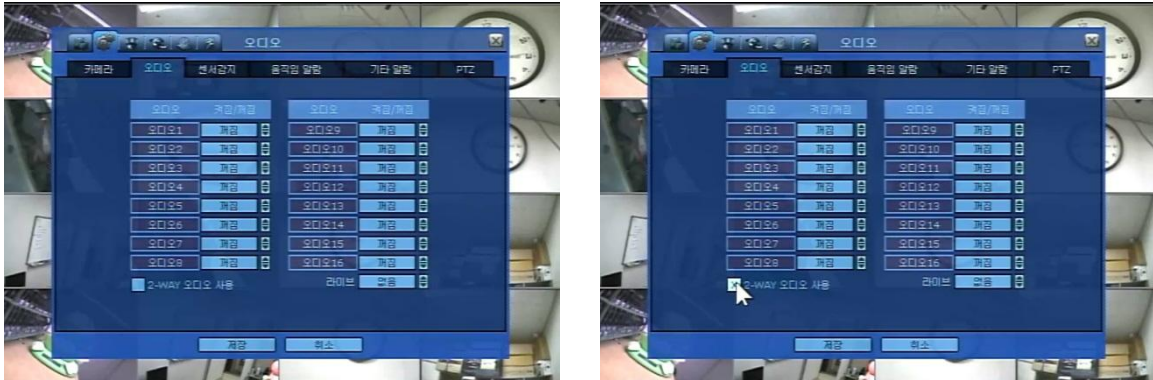 오디오
카메라 오디오 센서감지 움직임 알람 기타 알람 PTZ
오디오 켜짐/꺼짐 오디오 켜짐/꺼짐
오디오1 꺼짐 오디오9 꺼짐
오디오2 꺼짐 오디오10 꺼짐
오디오3 꺼짐 오디오11 꺼짐
오디오4 꺼짐 오디오12 꺼짐
오디오5 꺼짐 오디오13 꺼짐
오디오6 꺼짐 오디오14 꺼짐
오디오7 꺼짐 오디오15 꺼짐
오디오8 꺼짐 오디오16 꺼짐
2-WAY 오디오 사용 라이브 없음
저장 취소
오디오
카메라 오디오 센서감지 움직임 알람 기타 알람 PTZ
오디오 켜짐/꺼짐 오디오 켜짐/꺼짐
오디오1 꺼짐 오디오9 꺼짐
오디오2 꺼짐 오디오10 꺼짐
오디오3 꺼짐 오디오11 꺼짐
오디오4 꺼짐 오디오12 꺼짐
오디오5 꺼짐 오디오13 꺼짐
오디오6 꺼짐 오디오14 꺼짐
오디오7 꺼짐 오디오15 꺼짐
오디오8 꺼짐 오디오16 꺼짐
2-WAY 오디오 사용 라이브 없음
저장 취소